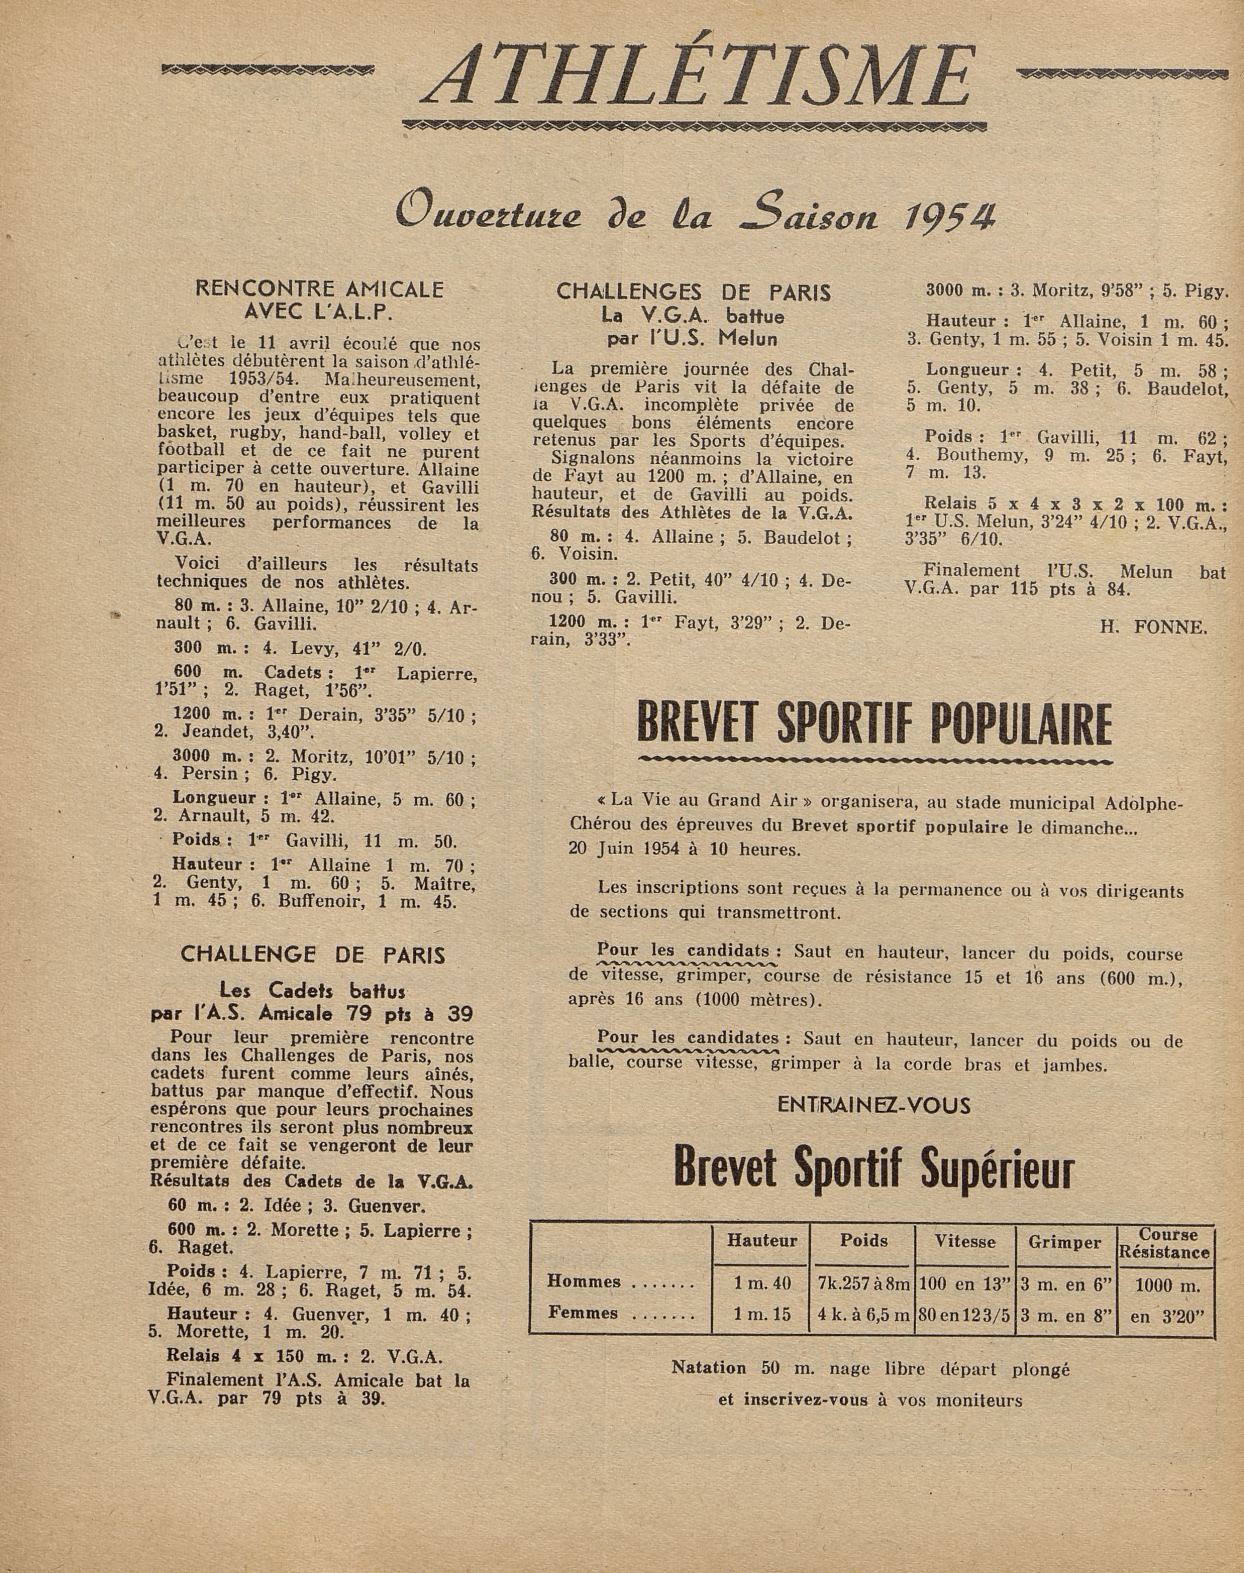 ATHLÉTISME
Ouverture de la Saison 1954
RENCONTRE AMICALE
AVEC L'A.L.P.
C'est le 11 avril écoulé que nos
athlètes débutèrent la saison d'athlé-
tisme 1953/54. Malheureusement,
beaucoup d'entre eux pratiquent
encore les jeux d'équipes tels que
basket, rugby, hand-ball, volley et
football et de ce fait ne purent
participer à cette ouverture. Allaine
(1 m. 70 en hauteur), et Gavilli
(11 m. 50 au poids), réussirent les
meilleures performances de la
V.G.A.
Voici d'ailleurs les résultats
techniques de nos athlètes.
80 m. : 3. Allaine, 10" 2/10 ; 4. Ar-
nault ; 6. Gavilli.
300 m. : 4. Levy, 41" 2/0.
600 m. Cadets : 1er Lapierre,
1'51" ; 2. Raget, 1'56".
1200 m. : 1er Derain, 3'35" 5/10 ;
2. Jeandet, 3,40".
3000 m. : 2. Moritz, 10'01" 5/10 ;
4. Persin ; 6. Pigy.
Longueur : 1er Allaine, 5 m. 60 ;
2. Arnault, 5 m. 42.
Poids : 1er Gavilli, 11 m. 50.
Hauteur : 1er Allaine 1 m. 70 ;
2. Genty, 1 m. 60 ; 5. Maître,
1 m. 45 ; 6. Buffenoir, 1 m. 45.
CHALLENGE DE PARIS
Les Cadets battus
par l'A.S. Amicale 79 pts à 39
Pour leur première rencontre
dans les Challenges de Paris, nos
cadets furent comme leurs aînés,
battus par manque d'effectif. Nous
espérons que pour leurs prochaines
rencontres ils seront plus nombreux
et de ce fait se vengeront de leur
première défaite.
Résultats des Cadets de la V.G.A.
60 m. : 2. Idée ; 3. Guenver.
600 m. : 2. Morette ; 5. Lapierre ;
6. Raget.
Poids : 4. Lapierre, 7 m. 71 ; 5.
Idée, 6 m. 28 ; 6. Raget, 5 m. 54.
Hauteur : 4. Guenver, 1 m. 40 ;
5. Morette, 1 m. 20.
Relais 4 x 150 m. : 2. V.G.A.
Finalement l'A.S. Amicale bat la
V.G.A. par 79 pts à 39.
CHALLENGES DE PARIS
La V.G.A. battue
par l'U.S. Melun
La première journée des Chal-
lenges de Paris vit la défaite de
la V.G.A. incomplète privée de
quelques bons éléments encore
retenus par les Sports d'équipes.
Signalons néanmoins la victoire
de Fayt au 1200 m. ; d'Allaine, en
hauteur, et de Gavilli au poids.
Résultats des Athlètes de la V.G.A.
80 m. : 4. Allaine ; 5. Baudelot ;
6. Voisin.
300 m. : 2. Petit, 40" 4/10 ; 4. De-
nou ; 5. Gavilli.
1200 m. : 1er Fayt, 3'29" ; 2. De-
rain, 3'33".
3000 m. : 3. Moritz, 9'58" ; 5. Pigy.
Hauteur : 1er Allaine, 1 m. 60 ;
3. Genty, 1 m. 55 ; 5. Voisin 1 m. 45.
Longueur : 4. Petit, 5 m. 58 ;
5. Genty, 5 m. 38 ; 6. Baudelot,
5 m. 10.
Poids : 1er Gavilli, 11 m. 62 ;
4. Bouthemy, 9 m. 25 ; 6. Fayt,
7 m. 13.
Relais 5 x 4 x 3 x 2 x 100 m. :
1er U.S. Melun, 3'24" 4/10 ; 2. V.G.A.,
3'35" 6/10.
Finalement l'U.S. Melun bat
V.G.A. par 115 pts à 84.
H. FONNE.
BREVET SPORTIF POPULAIRE
« La Vie au Grand Air » organisera, au stade municipal Adolphe-
Chérou des épreuves du Brevet sportif populaire le dimanche...
20 Juin 1954 à 10 heures.
Les inscriptions sont reçues à la permanence ou à vos dirigeants
de sections qui transmettront.
Pour les candidats : Saut en hauteur, lancer du poids, course
de vitesse, grimper, course de résistance 15 et 16 ans (600 m.),
après 16 ans (1000 mètres).
Pour les candidates : Saut en hauteur, lancer du poids ou de
balle, course vitesse, grimper à la corde bras et jambes.
ENTRAINEZ-VOUS
Brevet Sportif Supérieur
Hauteur Poids Vitesse Grimper Course Résistance
Hommes ....... 1 m. 40 7k.257 à 8m 100 en 13" 3 m. en 6" 1000 m.
Femmes ....... 1 m. 15 4 k. à 6,5 m 80 en 12 3/5 3 m. en 8" en 3'20"
Natation 50 m. nage libre départ plongé
et inscrivez-vous à vos moniteurs